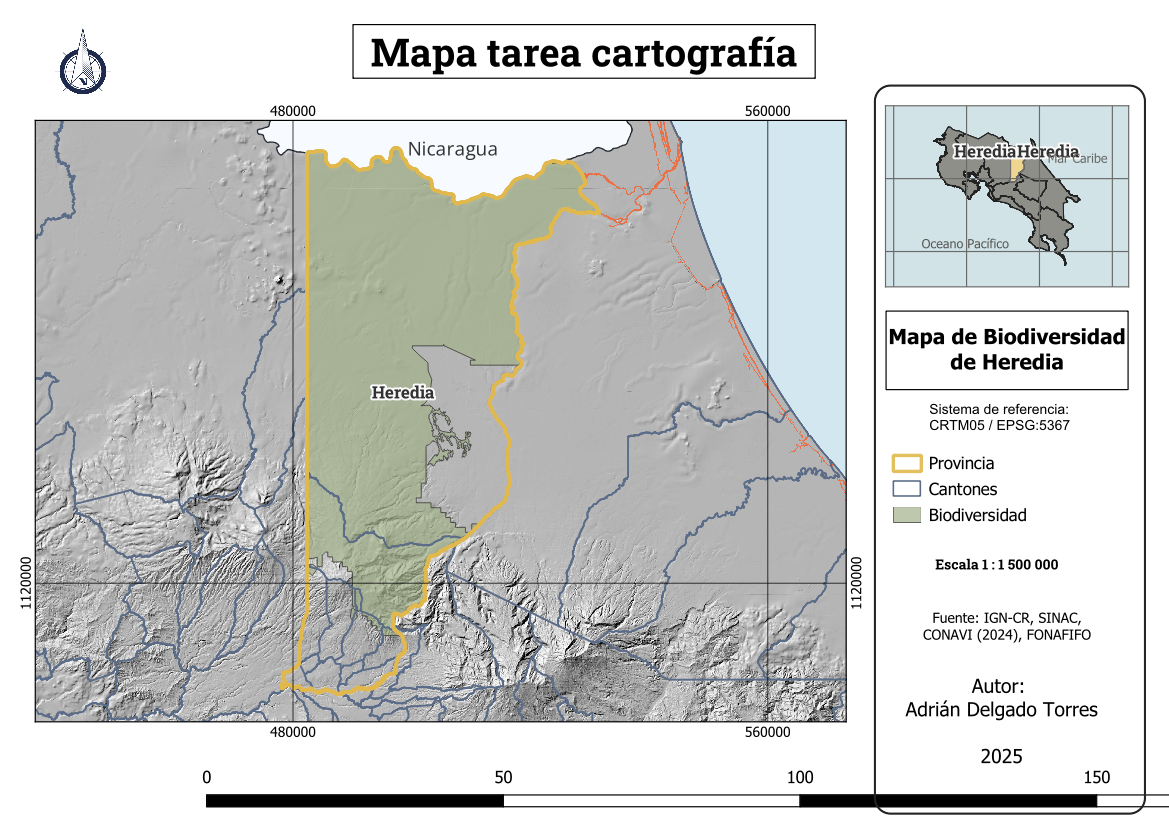 Mapa tarea cartografía
480000
560000
Nicaragua
Heredia
1120000
1120000
480000
560000
HerediaHeredia
Mar Caribe
Oceano Pacífico
Mapa de Biodiversidad
de Heredia
Sistema de referencia:
CRTM05 / EPSG:5367
Provincia
Cantones
Biodiversidad
Escala 1 : 1 500 000
Fuente: IGN-CR, SINAC,
CONAVI (2024), FONAFIFO
Autor:
Adrián Delgado Torres
2025
0
50
100
150